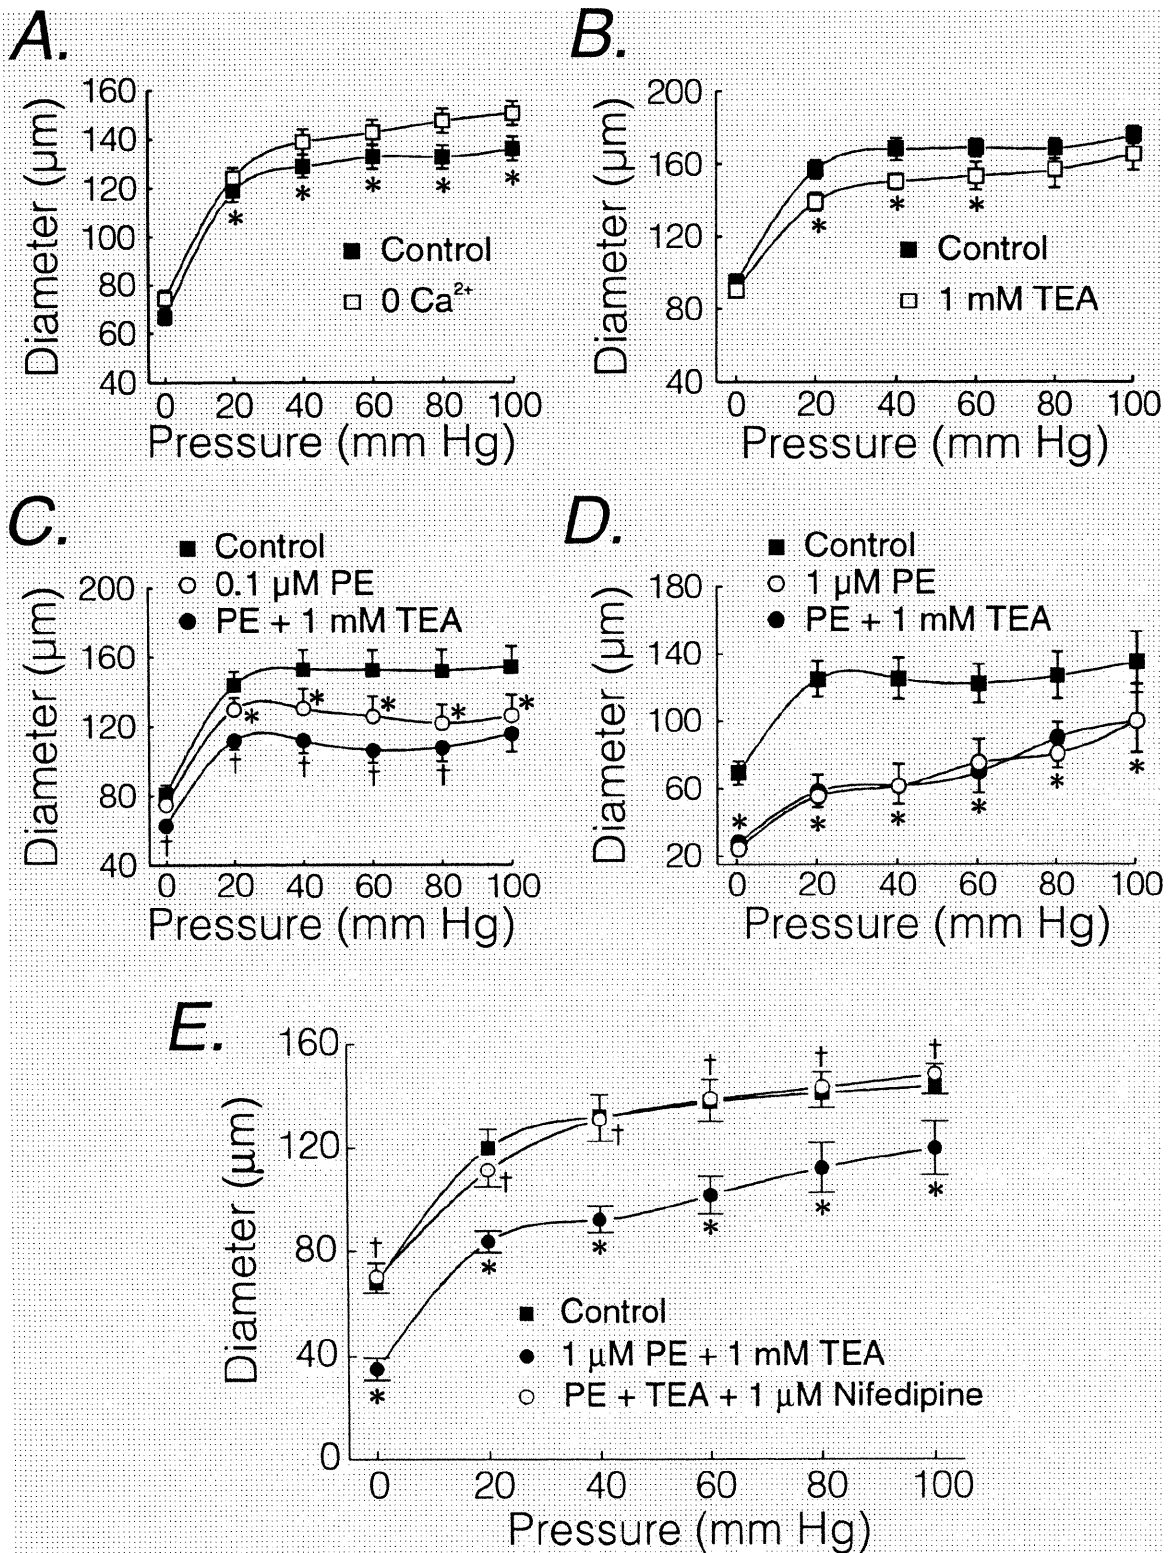 A.
Diameter (µm)
160
140
120
100
80
60
40
* * * * *
Control
0 Ca²⁺
0 20 40 60 80 100
Pressure (mm Hg)
B.
Diameter (µm)
200
160
120
80
40
* * *
Control
1 mM TEA
0 20 40 60 80 100
Pressure (mm Hg)
C.
Control
0.1 µM PE
PE + 1 mM TEA
Diameter (µm)
200
160
120
80
40
* * * * *
† † † † †
0 20 40 60 80 100
Pressure (mm Hg)
D.
Control
1 µM PE
PE + 1 mM TEA
Diameter (µm)
180
140
100
60
20
* * * * * *
0 20 40 60 80 100
Pressure (mm Hg)
E.
Diameter (µm)
160
120
80
40
0
† † † † † †
* * * * * *
Control
1 µM PE + 1 mM TEA
PE + TEA + 1 µM Nifedipine
0 20 40 60 80 100
Pressure (mm Hg)